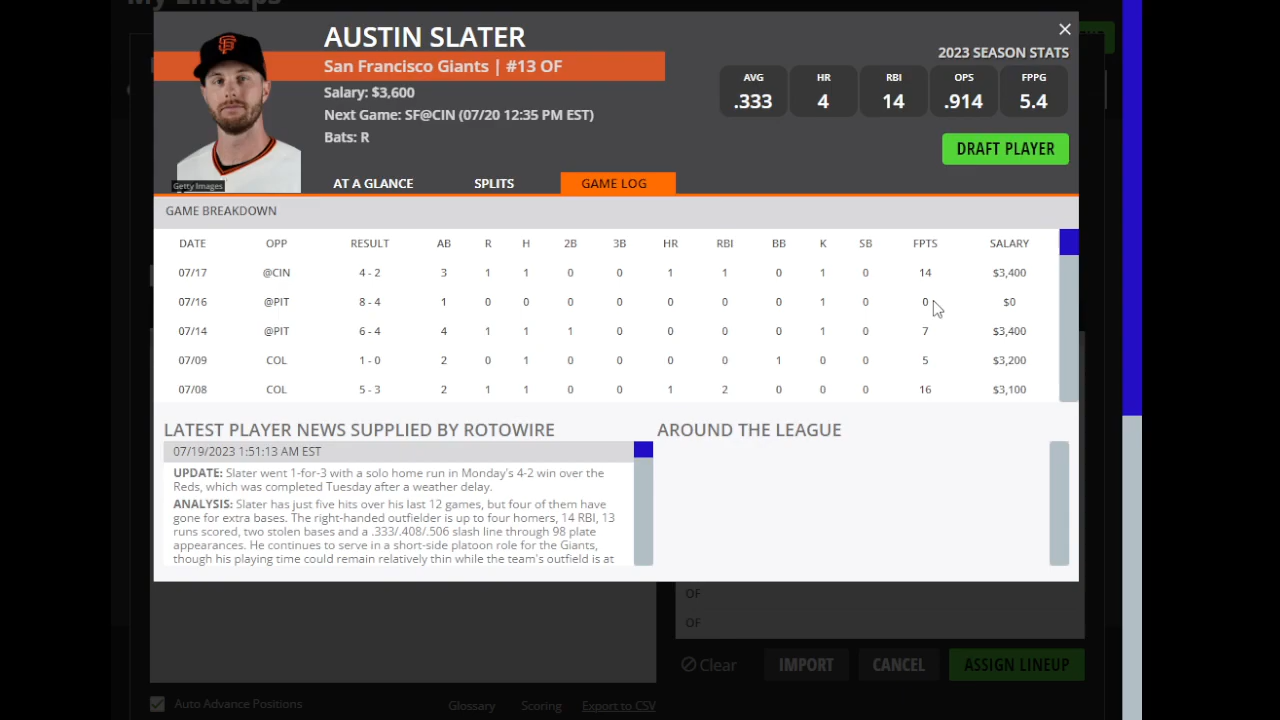 My Lineups
AUSTIN SLATER
San Francisco Giants | #13 OF
Salary: $3,600
Next Game: SF@CIN (07/20 12:35 PM EST)
Bats: R
Getty Images
2023 SEASON STATS
AVG HR RBI OPS FPPG
.333 4 14 .914 5.4
DRAFT PLAYER
AT A GLANCE SPLITS GAME LOG
GAME BREAKDOWN
DATE OPP RESULT AB R H 2B 3B HR RBI BB K SB FPTS SALARY
07/17 @CIN 4 - 2 3 1 1 0 0 1 1 0 1 0 14 $3,400
07/16 @PIT 8 - 4 1 0 0 0 0 0 0 0 1 0 0 $0
07/14 @PIT 6 - 4 4 1 1 1 0 0 0 0 1 0 7 $3,400
07/09 COL 1 - 0 2 0 1 0 0 0 0 1 0 0 5 $3,200
07/08 COL 5 - 3 2 1 1 0 0 1 2 0 0 0 16 $3,100
LATEST PLAYER NEWS SUPPLIED BY ROTOWIRE
07/19/2023 1:51:13 AM EST
UPDATE: Slater went 1-for-3 with a solo home run in Monday's 4-2 win over the
Reds, which was completed Tuesday after a weather delay.
ANALYSIS: Slater has just five hits over his last 12 games, but four of them have
gone for extra bases. The right-handed outfielder is up to four homers, 14 RBI, 13
runs scored, two stolen bases and a .333/.408/.506 slash line through 98 plate
appearances. He continues to serve in a short-side platoon role for the Giants,
though his playing time could remain relatively thin while the team's outfield is at
AROUND THE LEAGUE
OF
OF
Clear IMPORT CANCEL ASSIGN LINEUP
Auto Advance Positions Glossary Scoring Export to CSV